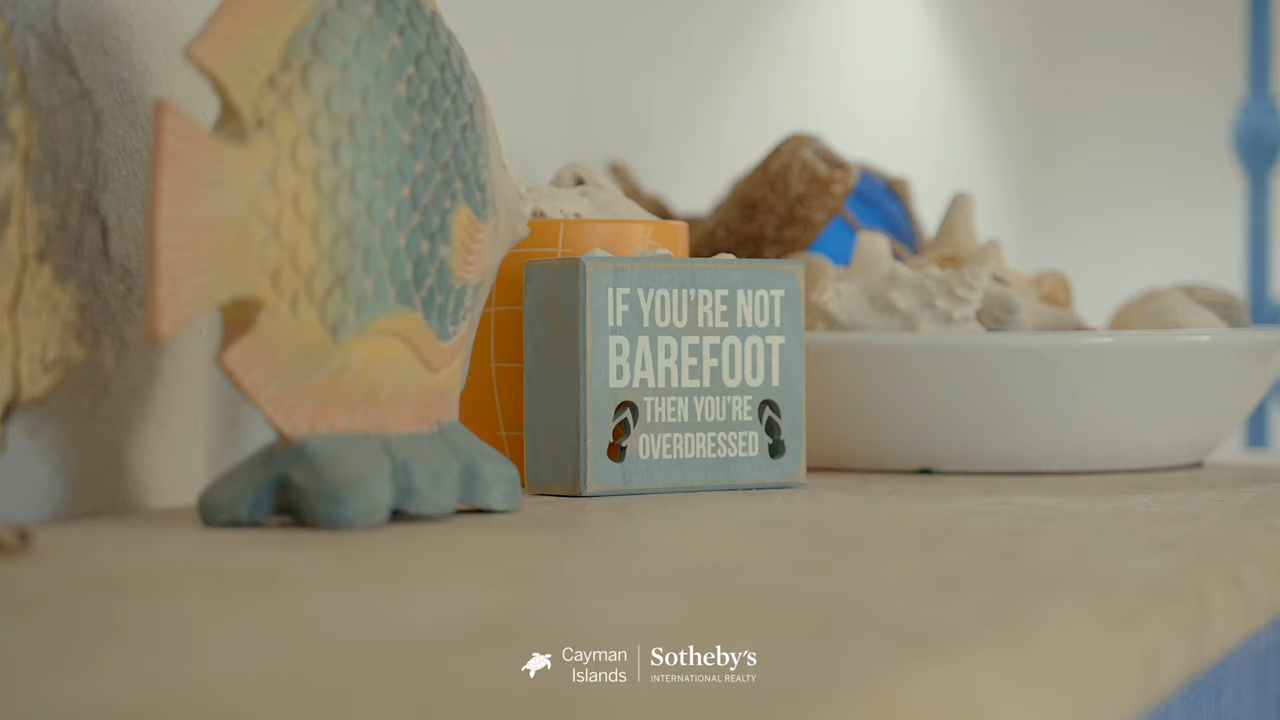 IF YOU'RE NOT
BAREFOOT
THEN YOU'RE
OVERDRESSED
Cayman
Islands
Sotheby's
INTERNATIONAL REALTY